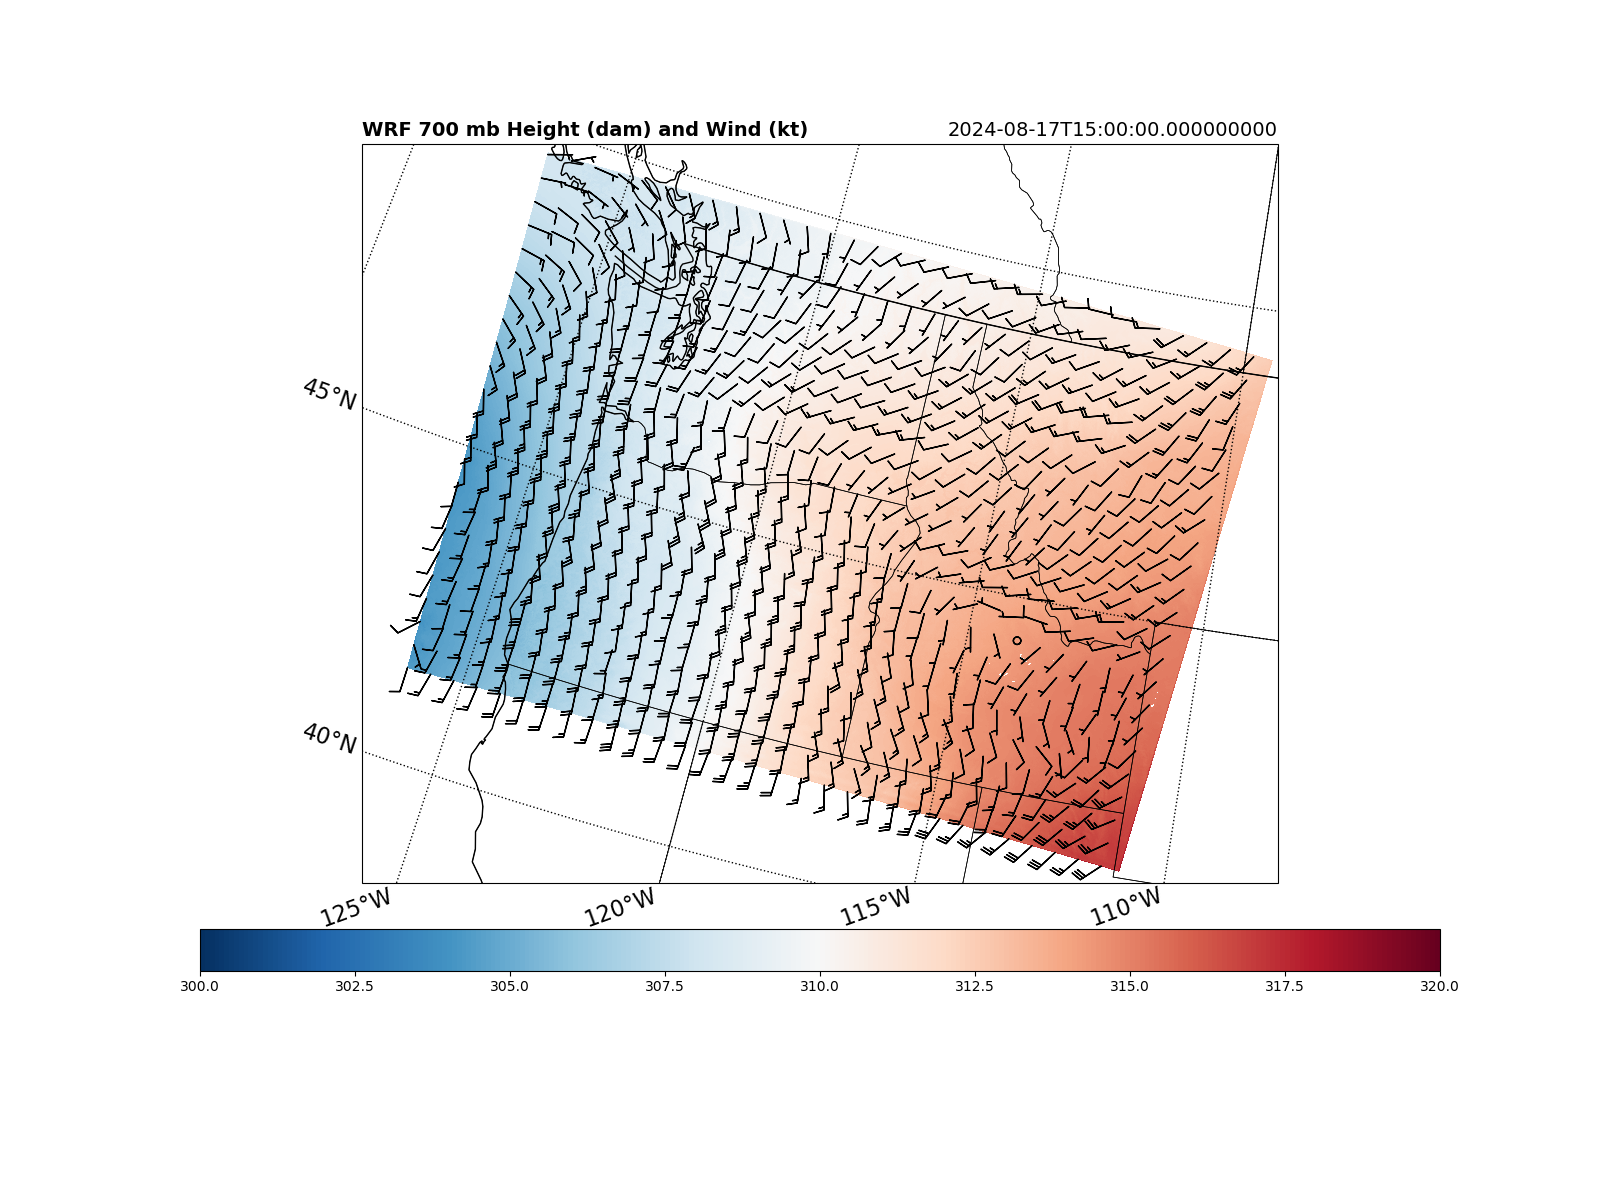 WRF 700 mb Height (dam) and Wind (kt)
2024-08-17T15:00:00.000000000
45°N
40°N
125°W
120°W
115°W
110°W
300.0
302.5
305.0
307.5
310.0
312.5
315.0
317.5
320.0